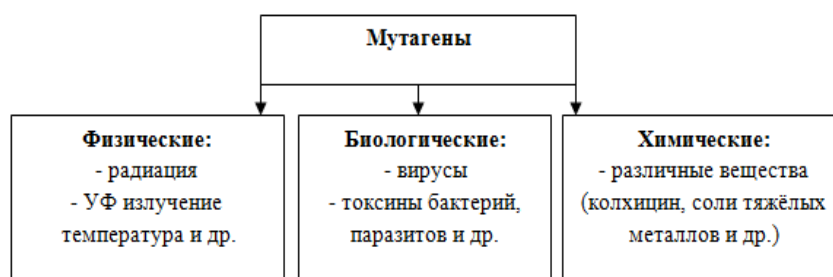 Мутагены
Физические:
- радиация
- УФ излучение
температура и др.
Биологические:
- вирусы
- токсины бактерий,
паразитов и др.
Химические:
- различные вещества
(колхицин, соли тяжёлых
металлов и др.)